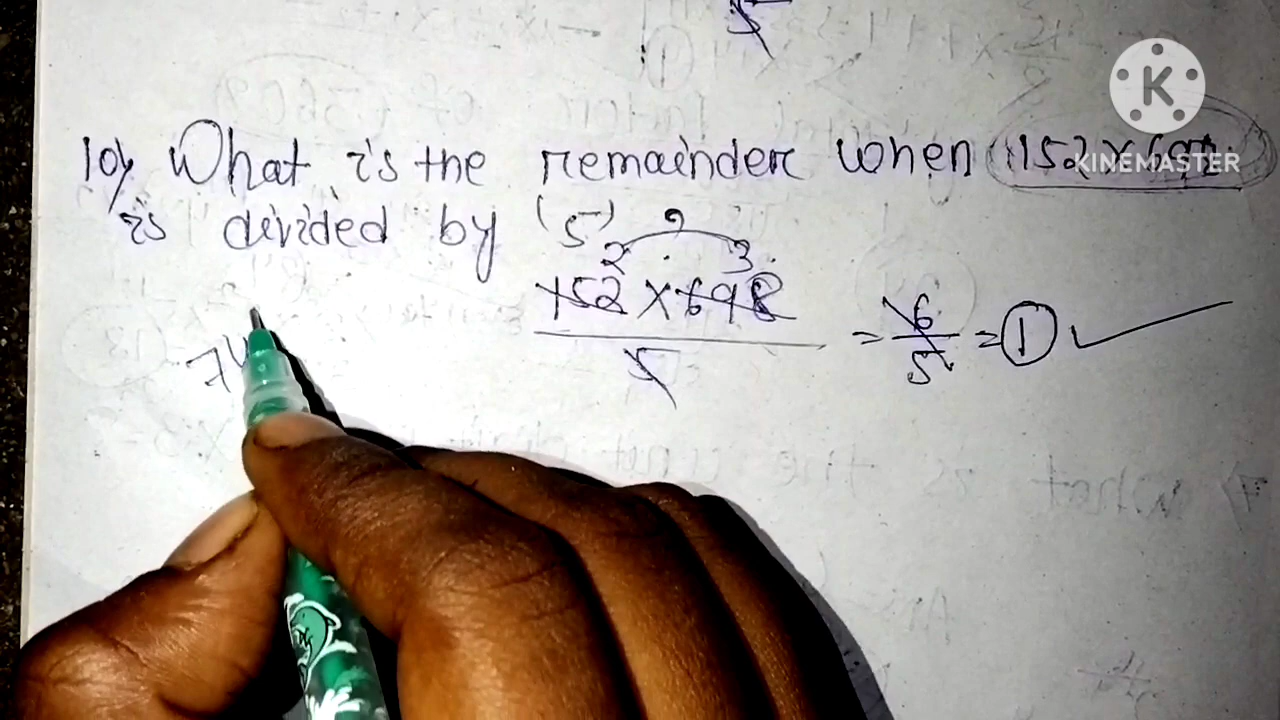 10) What is the remainder when (152 × 698)
is divided by (5)
2 3
152 × 698
5
= 6
5
= 1
74
K
KINEMASTER